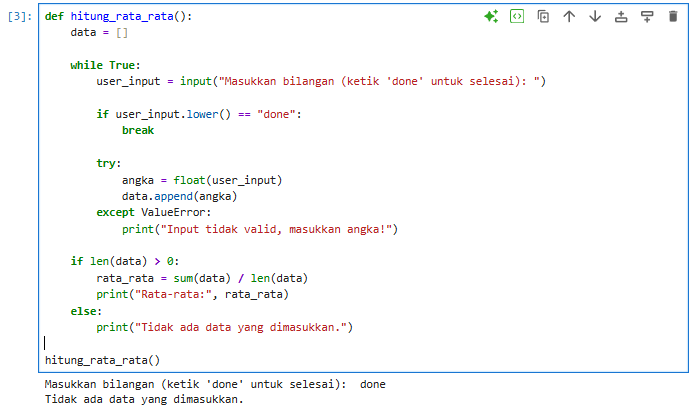 [3]: def hitung_rata_rata():
    data = []
    while True:
        user_input = input("Masukkan bilangan (ketik 'done' untuk selesai): ")
        if user_input.lower() == "done":
            break
        try:
            angka = float(user_input)
            data.append(angka)
        except ValueError:
            print("Input tidak valid, masukkan angka!")
    if len(data) > 0:
        rata_rata = sum(data) / len(data)
        print("Rata-rata:", rata_rata)
    else:
        print("Tidak ada data yang dimasukkan.")
hitung_rata_rata()
Masukkan bilangan (ketik 'done' untuk selesai):  done
Tidak ada data yang dimasukkan.